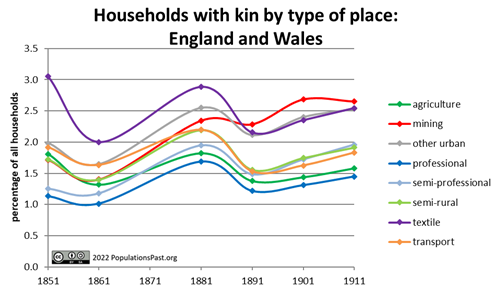 Households with kin by type of place:
England and Wales
percentage of all households
3.5
3.0
2.5
2.0
1.5
1.0
0.5
0.0
1851 1861 1871 1881 1891 1901 1911
agriculture
mining
other urban
professional
semi-professional
semi-rural
textile
transport
2022 PopulationsPast.org